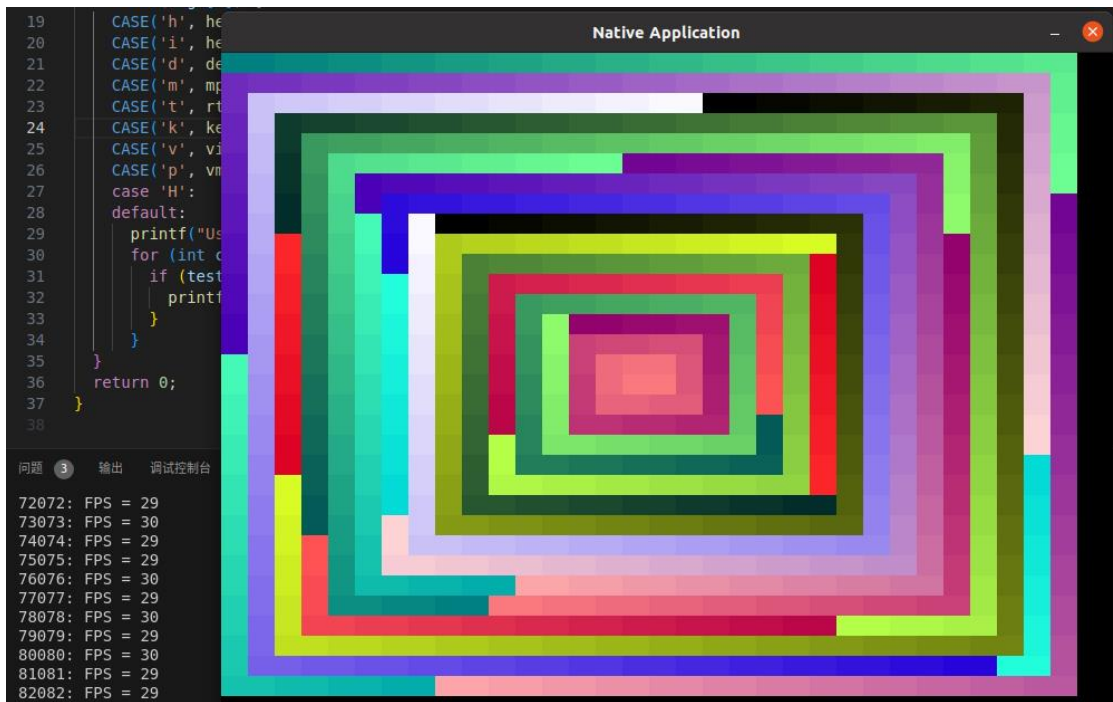 Native Application
19 CASE('h', he
20 CASE('i', he
21 CASE('d', de
22 CASE('m', mp
23 CASE('t', rt
24 CASE('k', ke
25 CASE('v', vi
26 CASE('p', vm
27 case 'H':
28 default:
29 printf("Us
30 for (int c
31 if (test
32 printf
33 }
34 }
35 }
36 return 0;
37 }
38
问题 3 输出 调试控制台
72072: FPS = 29
73073: FPS = 30
74074: FPS = 29
75075: FPS = 29
76076: FPS = 30
77077: FPS = 29
78078: FPS = 30
79079: FPS = 29
80080: FPS = 30
81081: FPS = 29
82082: FPS = 29